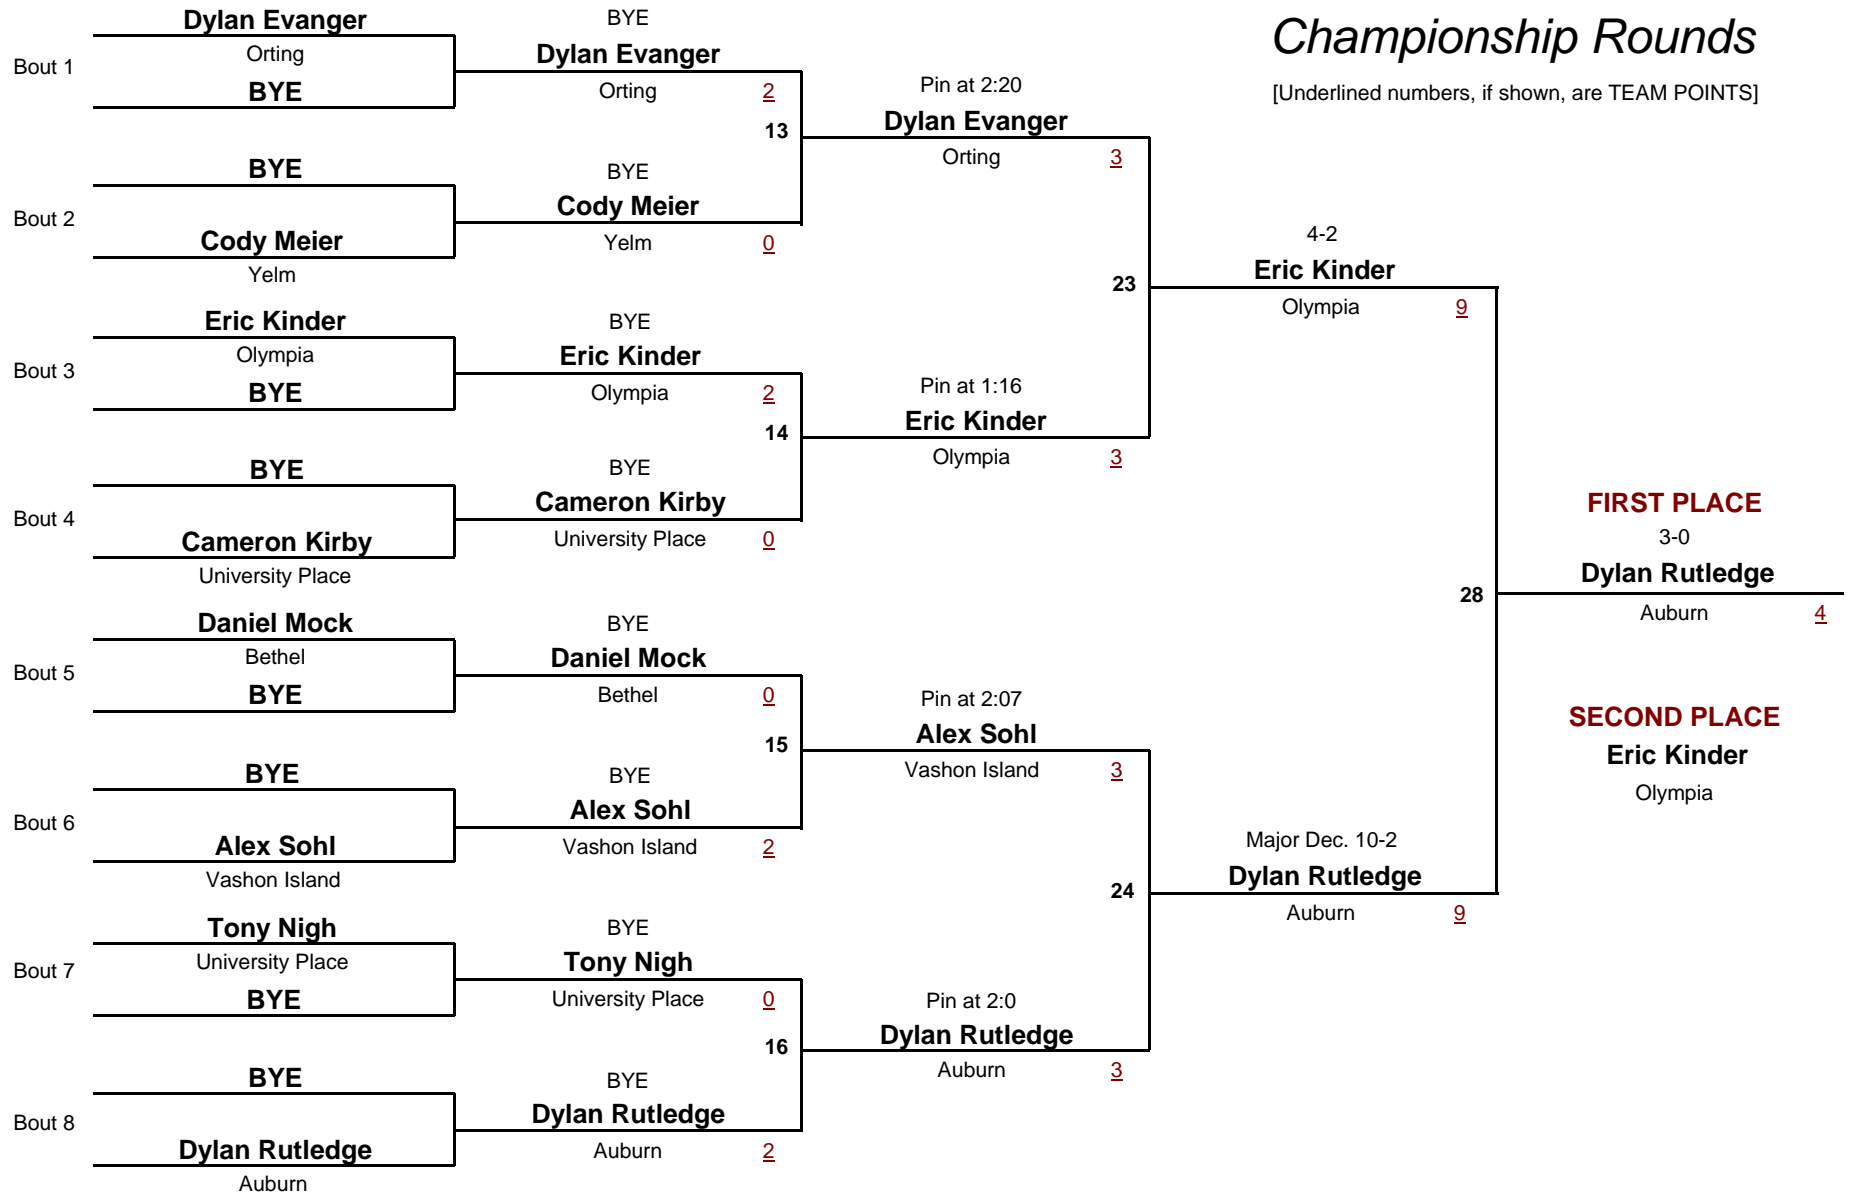 Championship Rounds
[Underlined numbers, if shown, are TEAM POINTS]
Bout 1
Dylan Evanger
Orting
BYE
Bout 2
BYE
Cody Meier
Yelm
Bout 3
Eric Kinder
Olympia
BYE
Bout 4
BYE
Cameron Kirby
University Place
Bout 5
Daniel Mock
Bethel
BYE
Bout 6
BYE
Alex Sohl
Vashon Island
Bout 7
Tony Nigh
University Place
BYE
Bout 8
BYE
Dylan Rutledge
Auburn
BYE
Dylan Evanger
Orting 2
13
BYE
Cody Meier
Yelm 0
BYE
Eric Kinder
Olympia 2
14
BYE
Cameron Kirby
University Place 0
BYE
Daniel Mock
Bethel 0
15
BYE
Alex Sohl
Vashon Island 2
BYE
Tony Nigh
University Place 0
16
BYE
Dylan Rutledge
Auburn 2
Pin at 2:20
Dylan Evanger
Orting 3
23
Pin at 1:16
Eric Kinder
Olympia 3
Pin at 2:07
Alex Sohl
Vashon Island 3
24
Pin at 2:0
Dylan Rutledge
Auburn 3
4-2
Eric Kinder
Olympia 9
28
Major Dec. 10-2
Dylan Rutledge
Auburn 9
FIRST PLACE
3-0
Dylan Rutledge
Auburn 4
SECOND PLACE
Eric Kinder
Olympia